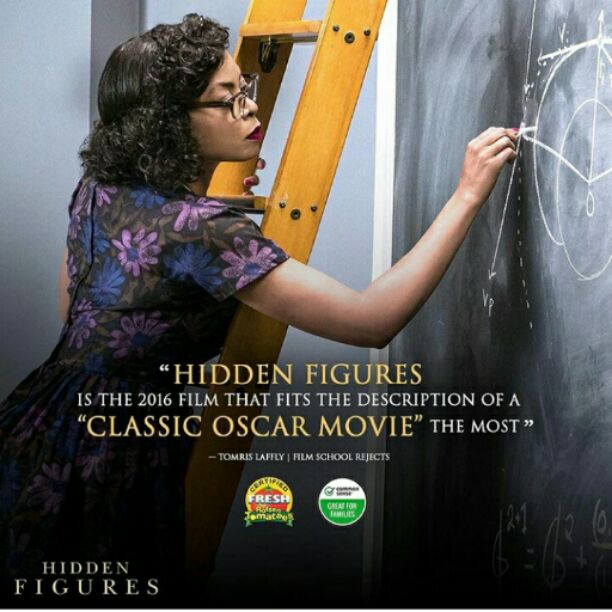 “HIDDEN FIGURES
IS THE 2016 FILM THAT FITS THE DESCRIPTION OF A
“CLASSIC OSCAR MOVIE” THE MOST”
— TOMRIS LAFFLY | FILM SCHOOL REJECTS
CERTIFIED
FRESH
Rotten
Tomatoes
common
sense
GREAT FOR
FAMILIES
Vp
HIDDEN
FIGURES